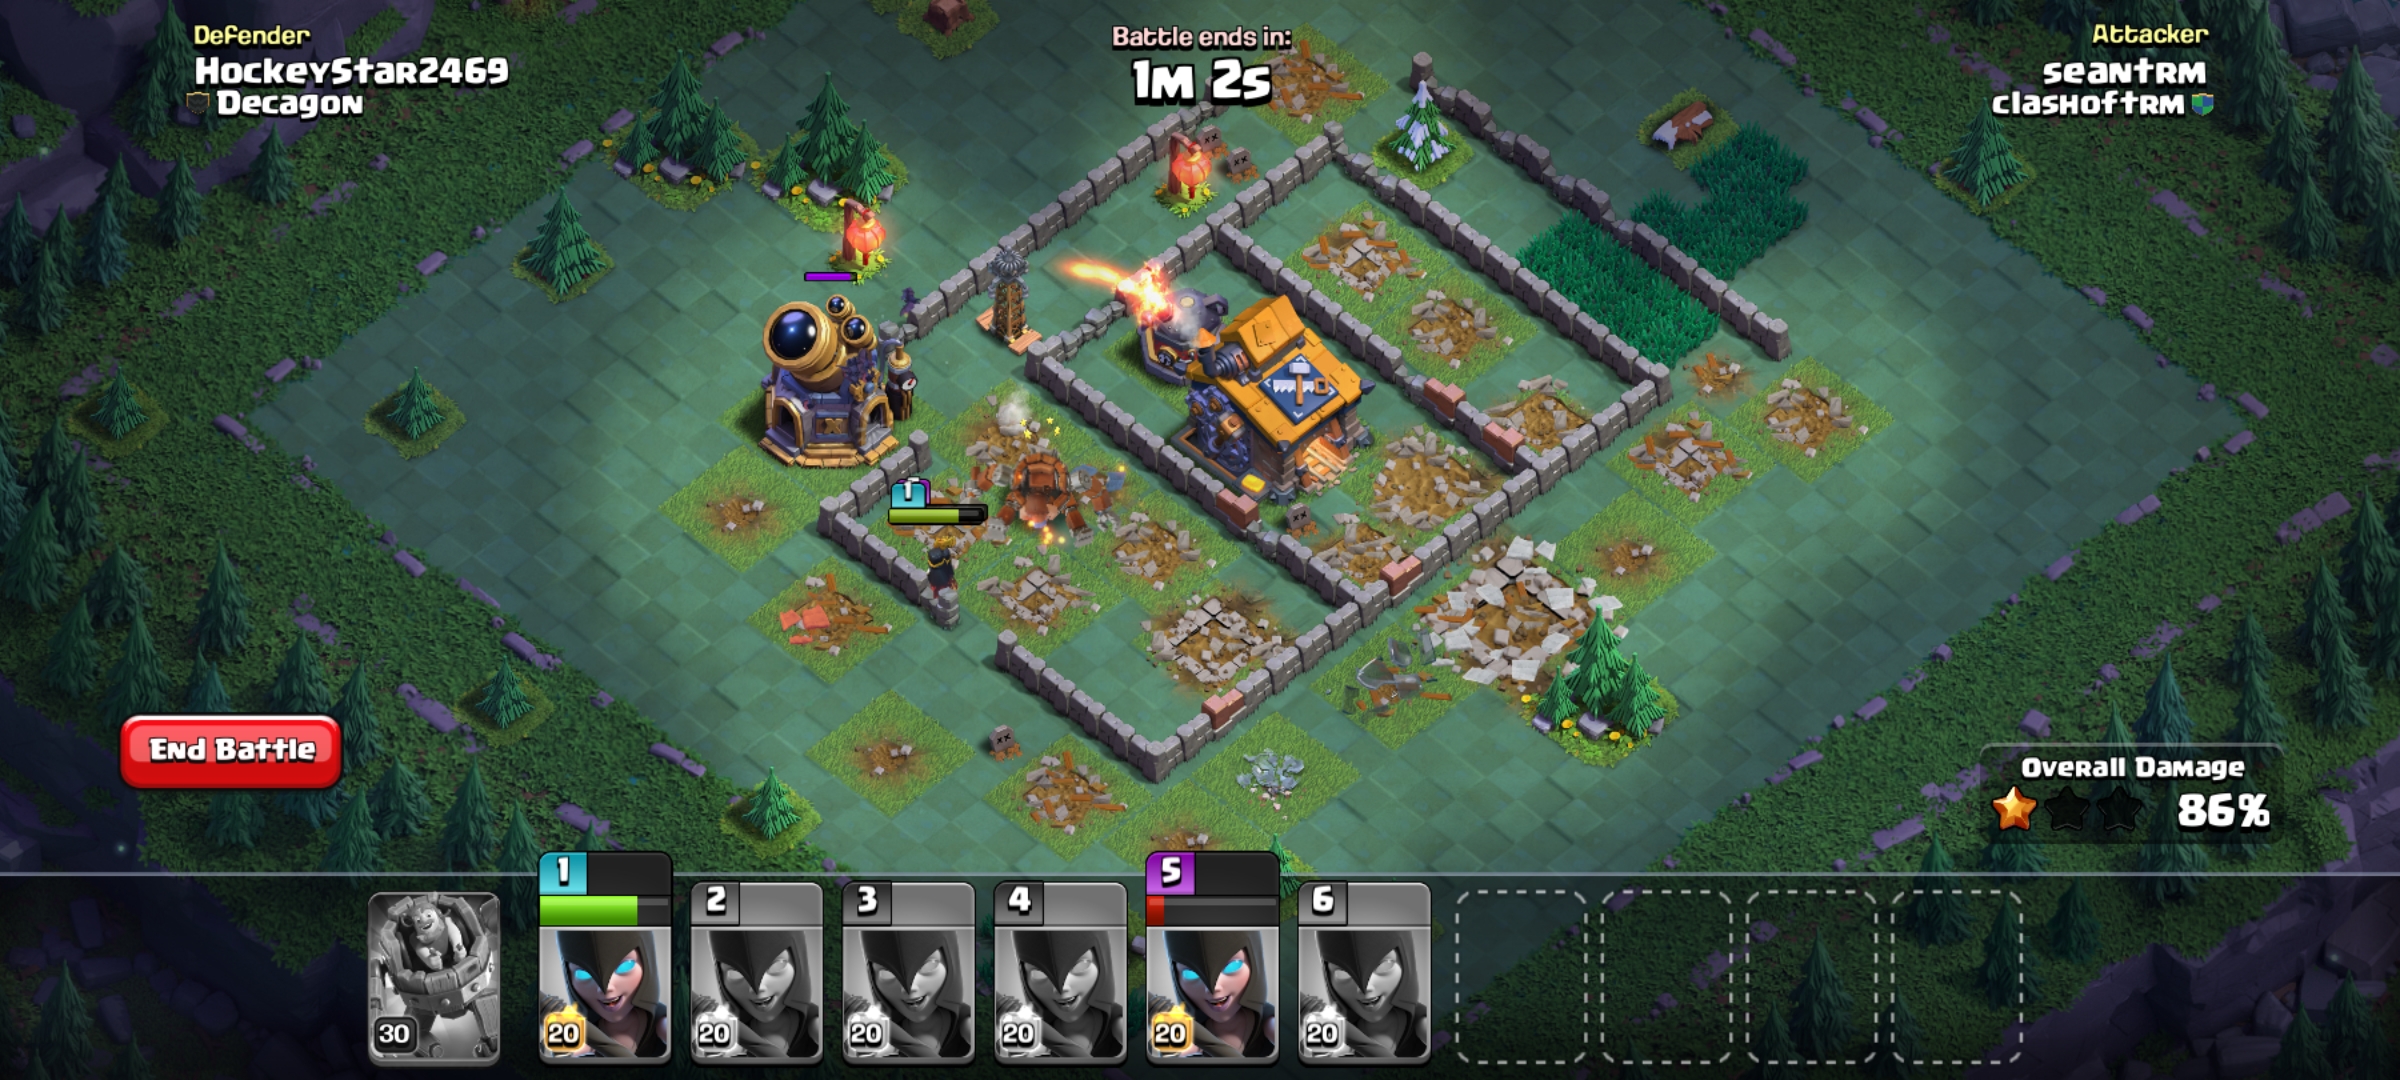 Defender
HockeyStar2469
Decagon
Battle ends in:
1m 2s
Attacker
seantrm
clashoftrm
1
End Battle
Overall Damage
86%
30
1
20
2
20
3
20
4
20
5
20
6
20